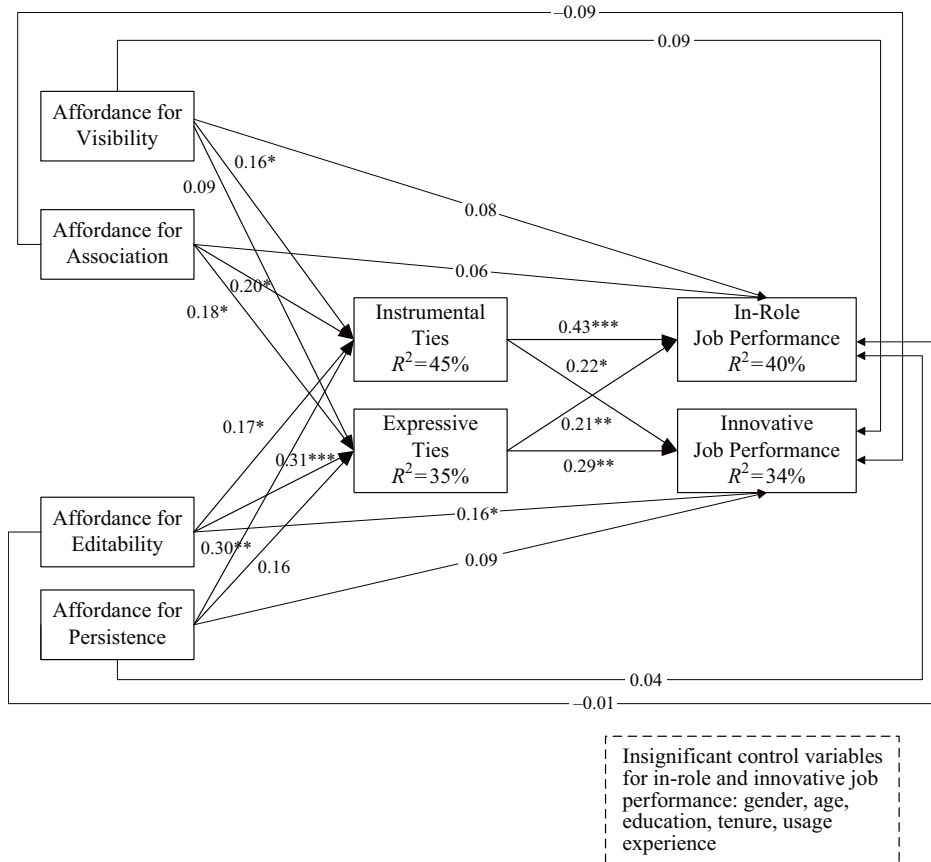 –0.09
0.09
Affordance for
Visibility
0.16*
0.09
0.08
Affordance for
Association
0.06
0.20*
0.18*
Instrumental
Ties
R²=45%
0.43***
In-Role
Job Performance
R²=40%
0.22*
0.17*
Expressive
Ties
R²=35%
0.21**
Innovative
Job Performance
R²=34%
0.31***
0.29**
Affordance for
Editability
0.16*
0.30**
0.16
0.09
Affordance for
Persistence
0.04
–0.01
Insignificant control variables
for in-role and innovative job
performance: gender, age,
education, tenure, usage
experience